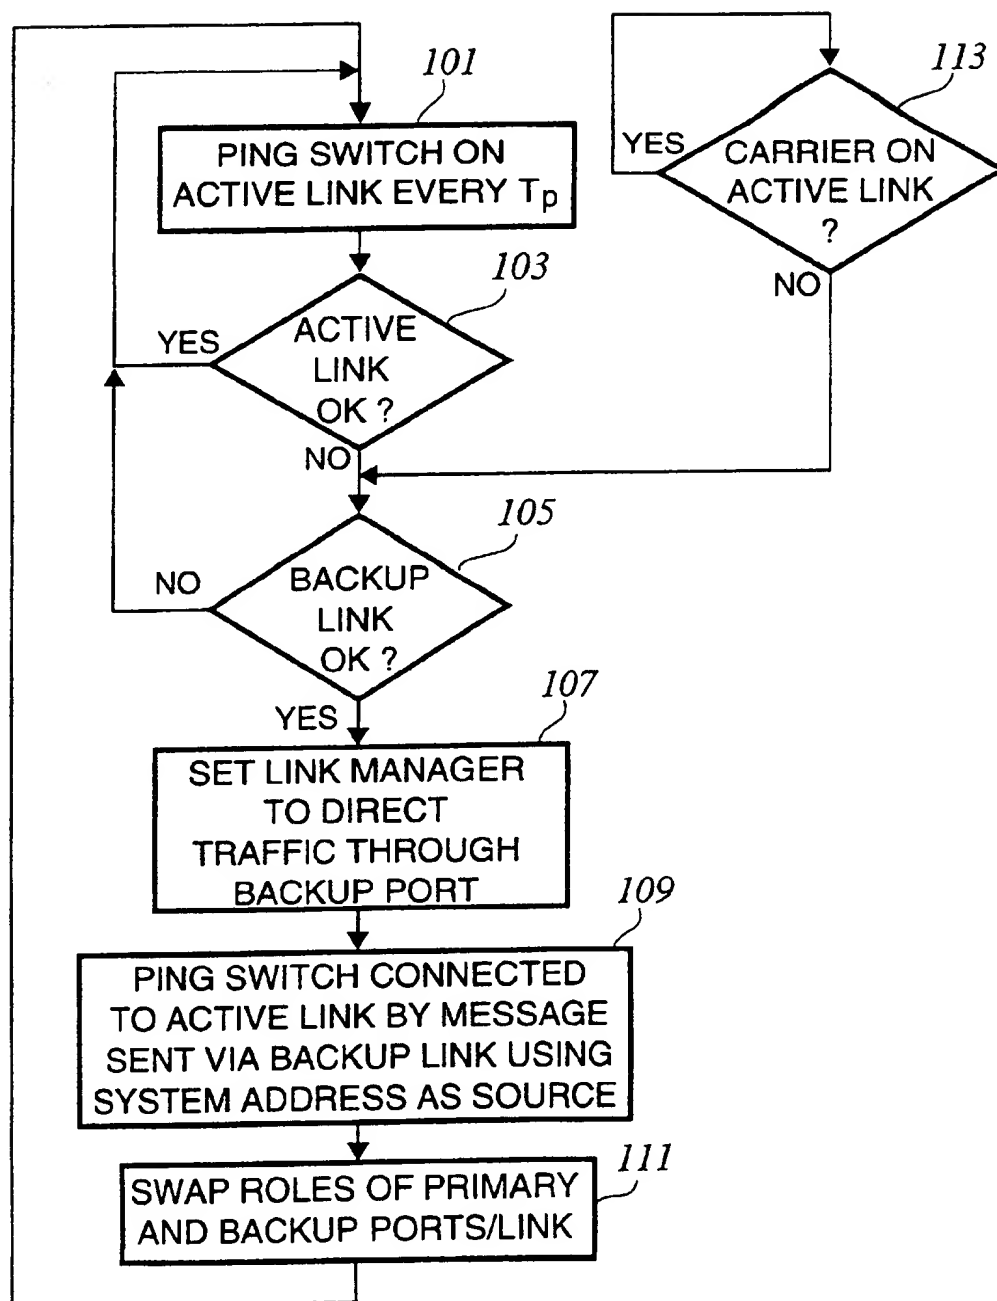 101
PING SWITCH ON
ACTIVE LINK EVERY Tp
113
YES
CARRIER ON
ACTIVE LINK
?
NO
103
YES
ACTIVE
LINK
OK ?
NO
105
NO
BACKUP
LINK
OK ?
YES
107
SET LINK MANAGER
TO DIRECT
TRAFFIC THROUGH
BACKUP PORT
109
PING SWITCH CONNECTED
TO ACTIVE LINK BY MESSAGE
SENT VIA BACKUP LINK USING
SYSTEM ADDRESS AS SOURCE
111
SWAP ROLES OF PRIMARY
AND BACKUP PORTS/LINK